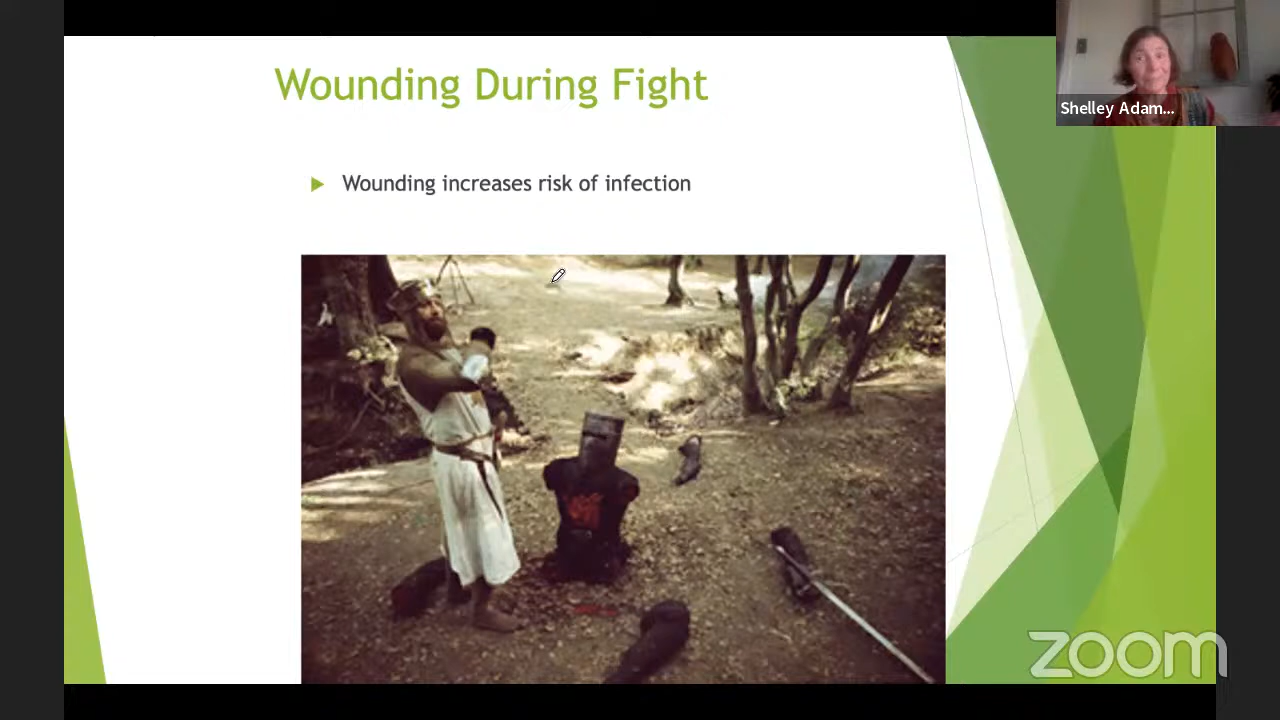 Wounding During Fight
Shelley Adam...
Wounding increases risk of infection
zoom